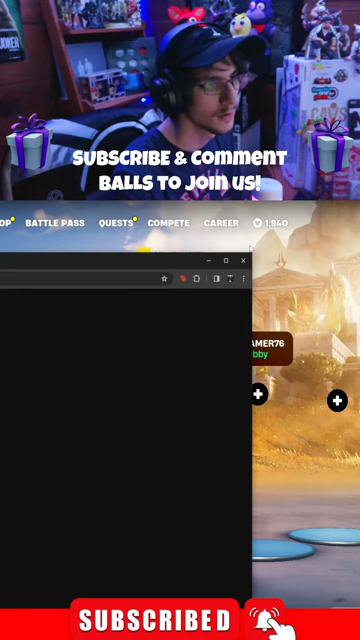 SUBSCRIBE & COMMENT
BALLS TO JOIN US!
OP BATTLE PASS QUESTS COMPETE CAREER 1,940
AMER76
bby
SUBSCRIBED